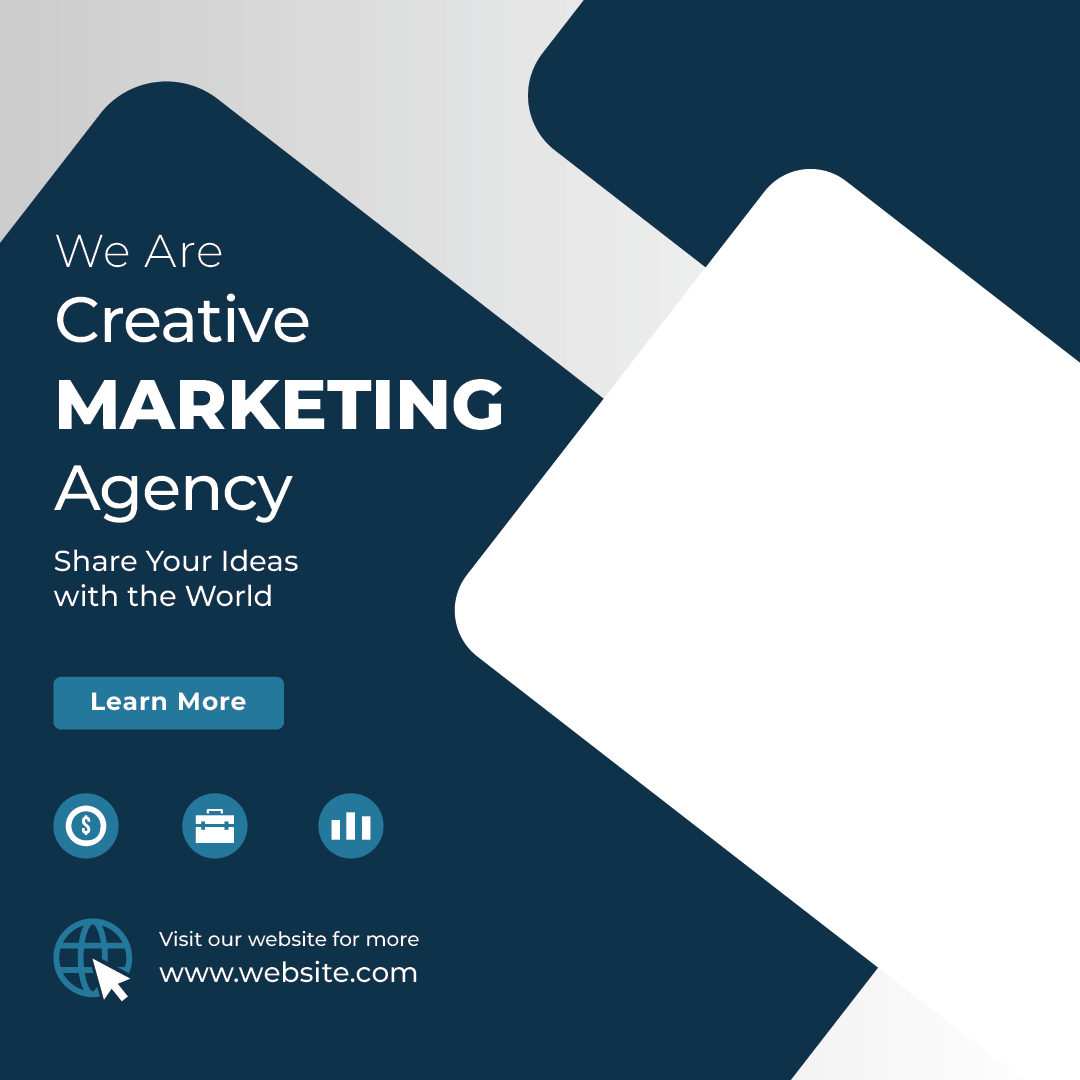 We Are
Creative
MARKETING
Agency
Share Your Ideas
with the World
Learn More
$
Visit our website for more
www.website.com